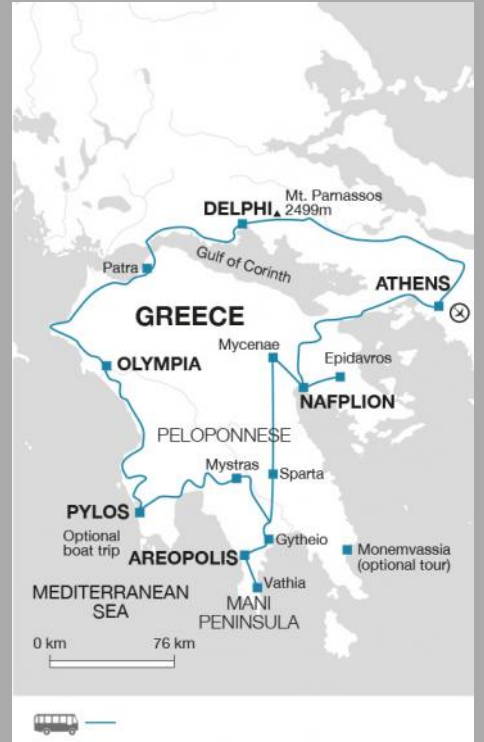 Mt. Parnassos
DELPHI 2499m
Gulf of Corinth
Patra
ATHENS
GREECE
Mycenae
Epidavros
OLYMPIA
NAFPLION
PELOPONNESE
Mystras
Sparta
PYLOS
Optional
boat trip
Gytheio
AREOPOLIS
Monemvassia
(optional tour)
Vathia
MEDITERRANEAN
SEA
MANI
PENINSULA
0 km 76 km